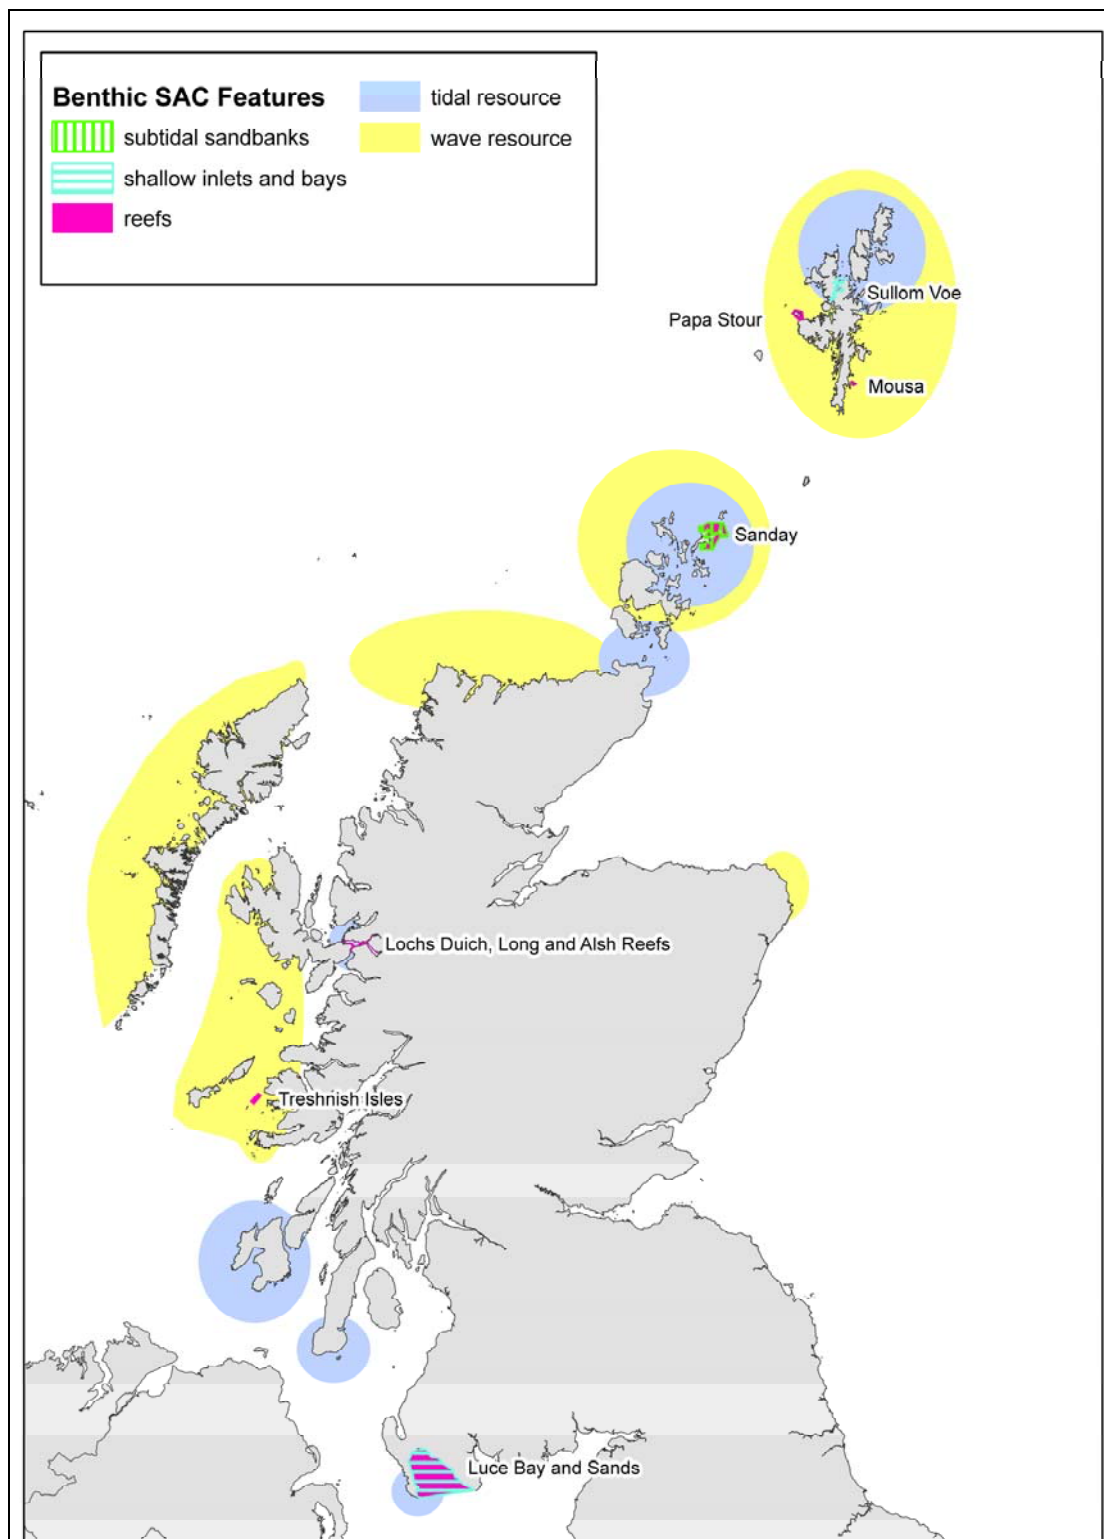 Benthic SAC Features
subtidal sandbanks
shallow inlets and bays
reefs
tidal resource
wave resource
Sullom Voe
Papa Stour
Mousa
Sanday
Lochs Duich, Long and Alsh Reefs
Treshnish Isles
Luce Bay and Sands